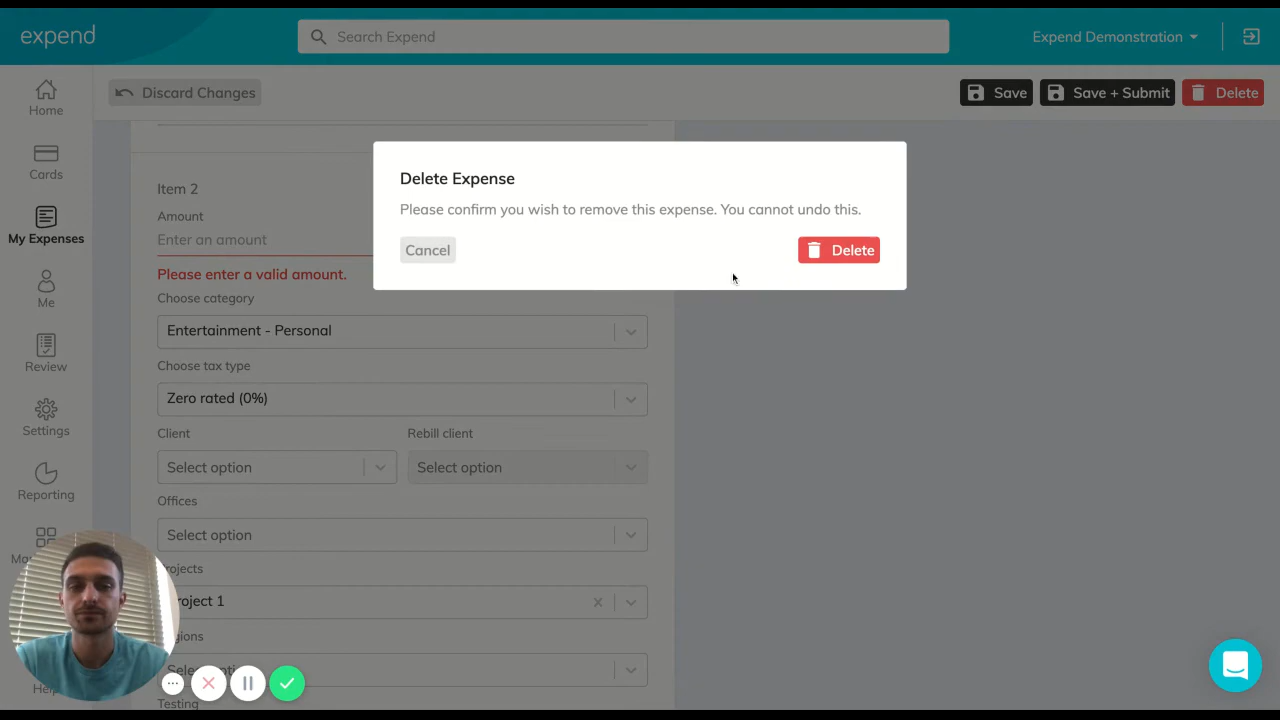 expend
Search Expend
Expend Demonstration
Discard Changes
Save
Save + Submit
Delete
Home
Cards
My Expenses
Me
Review
Settings
Reporting
Delete Expense
Please confirm you wish to remove this expense. You cannot undo this.
Cancel
Delete
Item 2
Amount
Enter an amount
Please enter a valid amount.
Choose category
Entertainment - Personal
Choose tax type
Zero rated (0%)
Client
Rebill client
Select option
Select option
Offices
Select option
Project 1
Testing